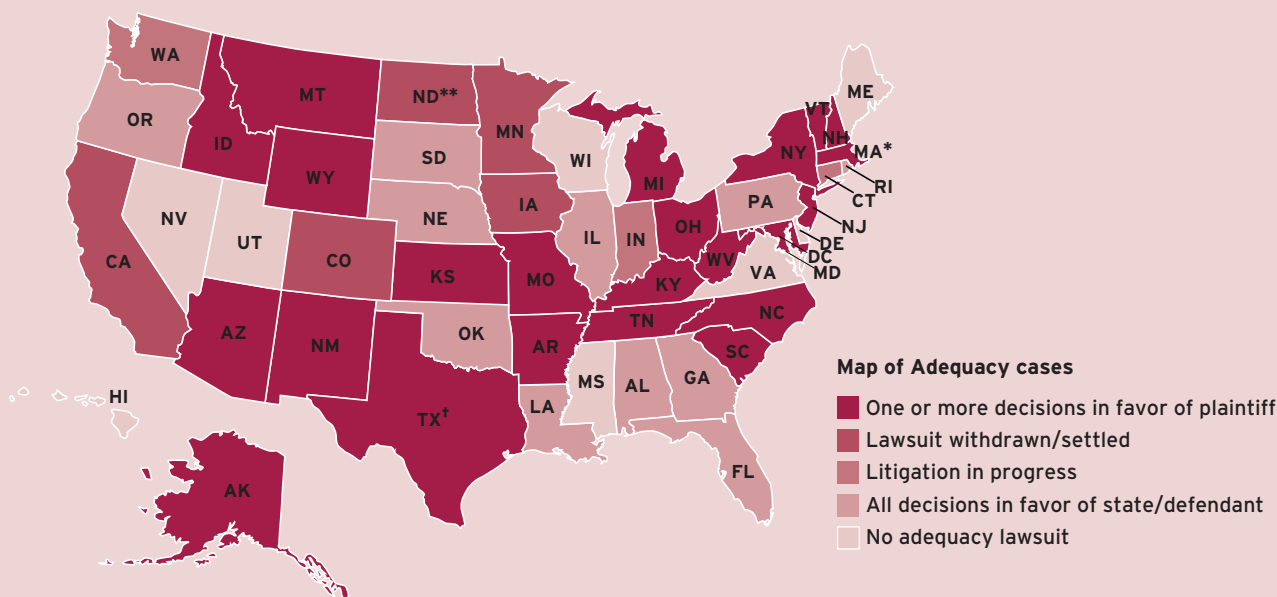 WA
ME
MT
ND**
VT
OR
MN
NH
ID
NY
MA*
SD
WI
WY
MI
RI
CT
PA
IA
NE
NV
NJ
OH
IL
IN
UT
DE
DC
WV
CO
CA
MD
VA
KS
MO
KY
NC
TN
AZ
OK
NM
AR
SC
Map of Adequacy cases
GA
MS
AL
HI
LA
One or more decisions in favor of plaintiff
TX†
Lawsuit withdrawn/settled
FL
Litigation in progress
AK
All decisions in favor of state/defendant
No adequacy lawsuit